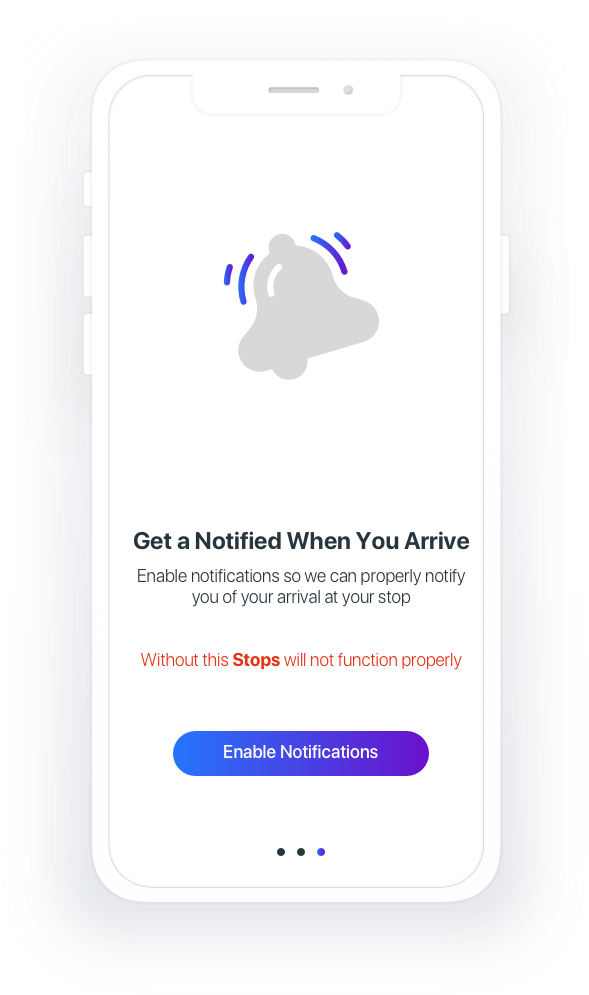 Get a Notified When You Arrive
Enable notifications so we can properly notify
you of your arrival at your stop
Without this Stops will not function properly
Enable Notifications